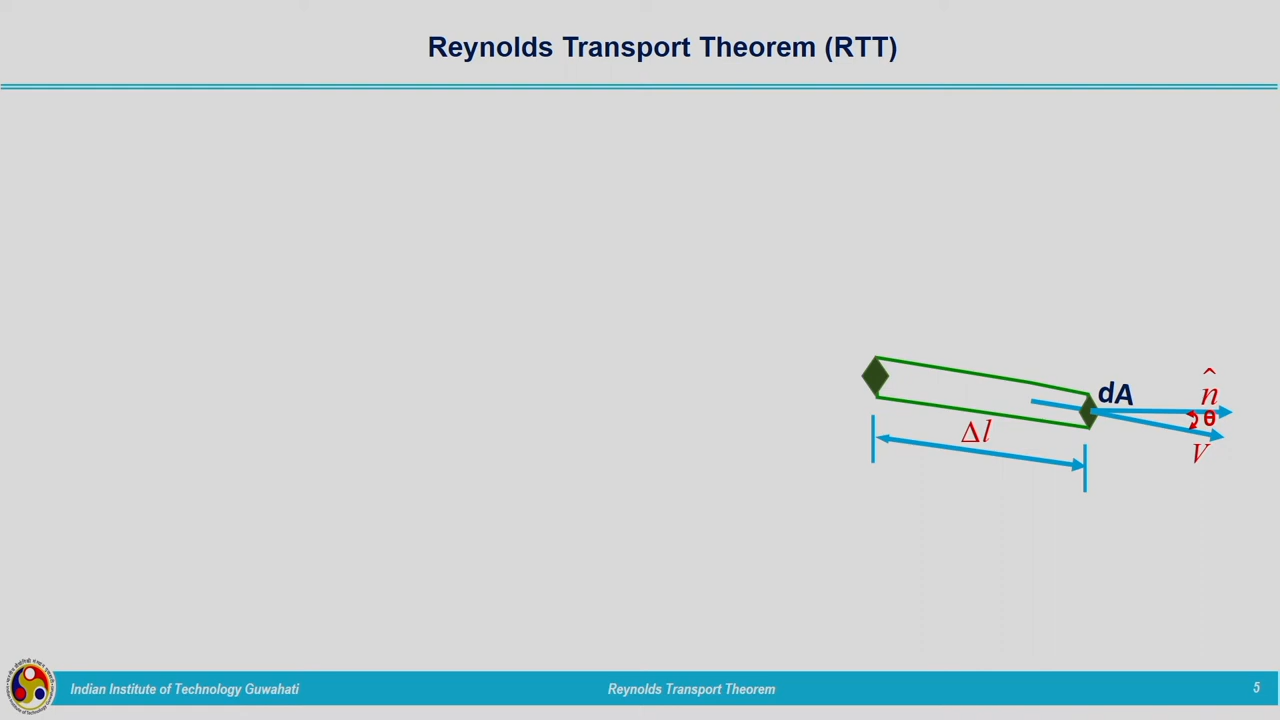 Reynolds Transport Theorem (RTT)
dA
n̂
θ
Δl
V
Indian Institute of Technology Guwahati
Reynolds Transport Theorem
5